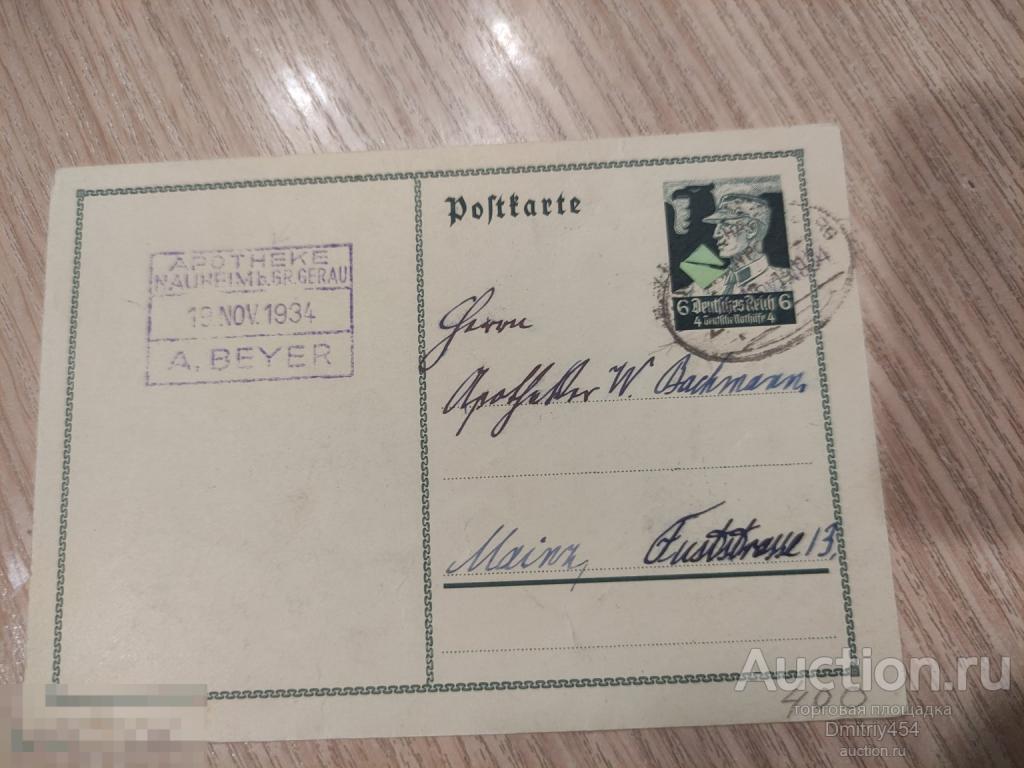 Postkarte
6 Deutsches Reich 6
4 Deutsche Nothilfe 4
APOTHEKE
NAUHEIM b. GR. GERAU
19. NOV. 1934
A. BEYER
Herrn
Apotheker W. Bachmann
Mainz, Fuststrasse 13.
Auction.ru
торговая площадка
Dmitriy454
auction.ru